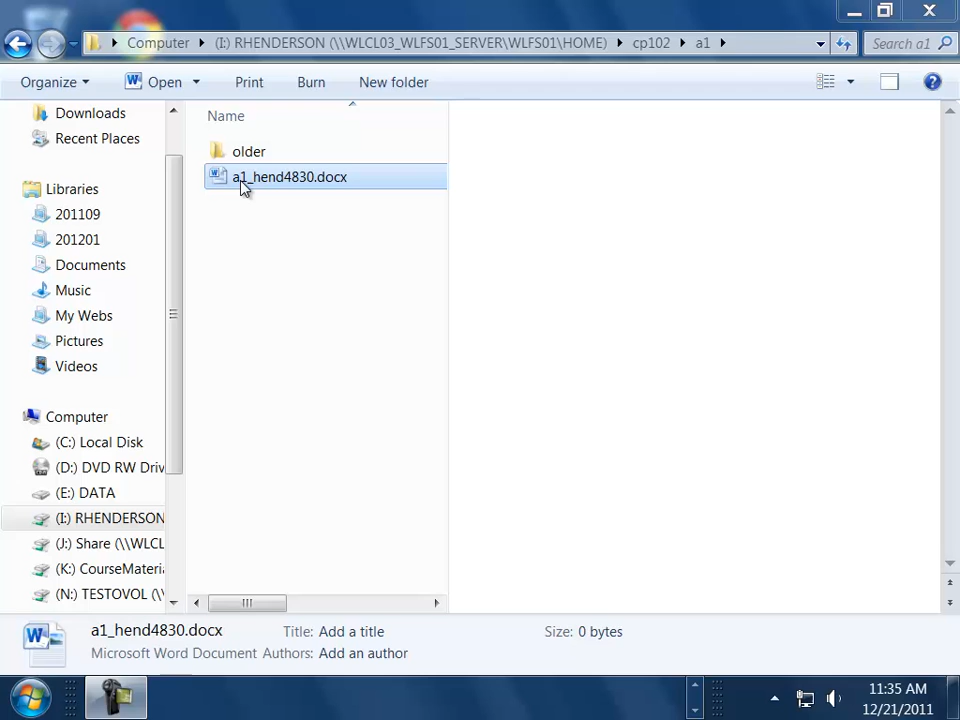 Computer (I:) RHENDERSON (\\WLCL03_WLFS01_SERVER\WLFS01\HOME) cp102 a1
Search a1
Organize Open Print Burn New folder
Downloads
Recent Places
Libraries
201109
201201
Documents
Music
My Webs
Pictures
Videos
Computer
(C:) Local Disk
(D:) DVD RW Driv
(E:) DATA
(I:) RHENDERSON
(J:) Share (\\WLCL
(K:) CourseMateri
(N:) TESTOVOL (\\
Name
older
a1_hend4830.docx
a1_hend4830.docx Title: Add a title Size: 0 bytes
Microsoft Word Document Authors: Add an author
11:35 AM
12/21/2011